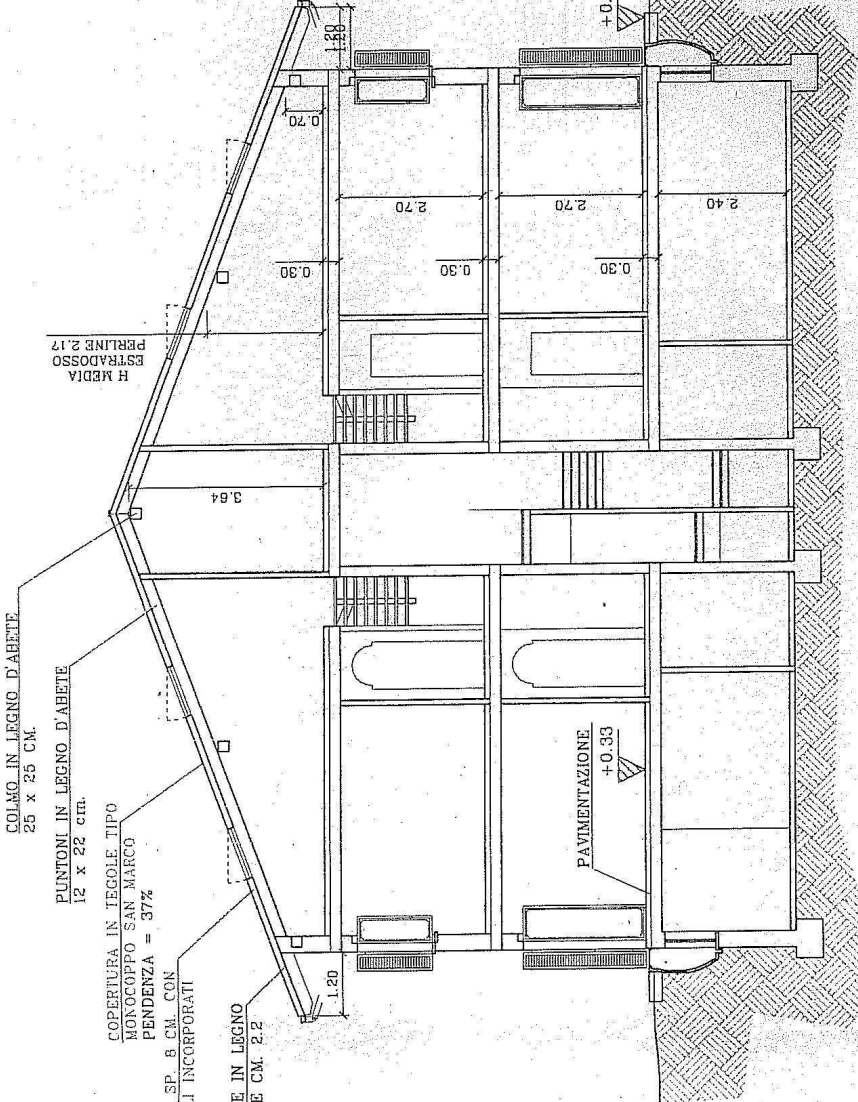 COLMO IN LEGNO D'ABETE
25 x 25 CM.
PUNTONI IN LEGNO D'ABETE
12 x 22 cm.
COPERTURA IN TEGOLE TIPO
MONOCOPPO SAN MARCO
PENDENZA = 37%
SP. 8 CM. CON
LI INCORPORATI
E IN LEGNO
E CM. 2.2
H MEDIA
ESTRADOSSO
PERLINE 2.17
1.20
1.20
0.70
3.64
0.30
2.70
0.30
2.70
0.30
2.40
1.20
PAVIMENTAZIONE
+0.33
+0.